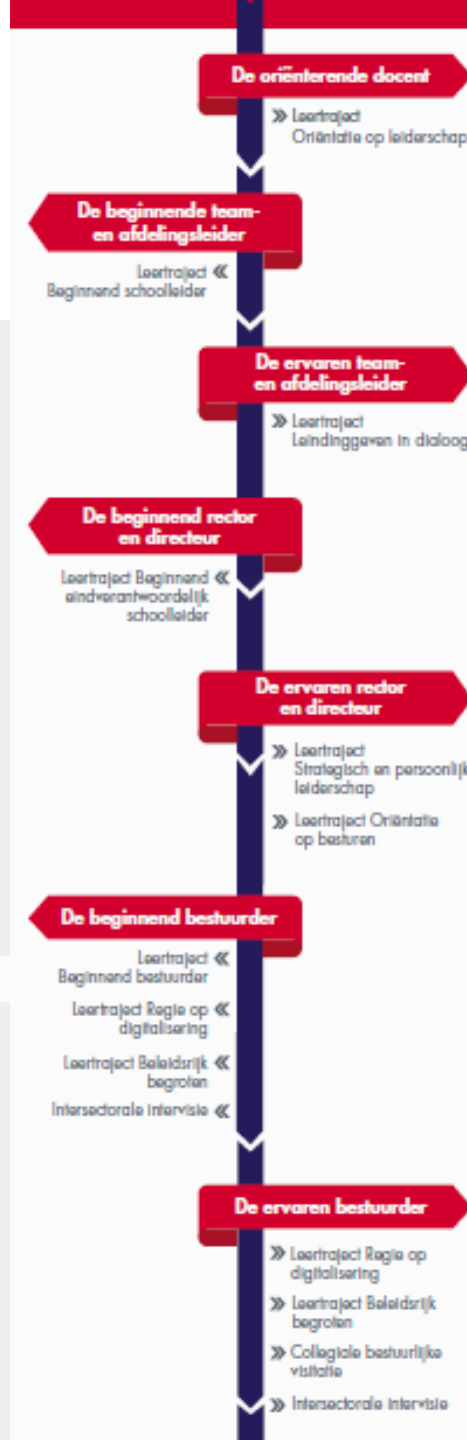 De oriënterende docent
Leertraject
Oriëntatie op leiderschap
De beginnende team-
en afdelingsleider
Leertraject
Beginnend schoolleider
De ervaren team-
en afdelingsleider
Leertraject
Leindinggeven in dialoog
De beginnend rector
en directeur
Leertraject Beginnend
eindverantwoordelijk
schoolleider
De ervaren rector
en directeur
Leertraject
Strategisch en persoonlijk
leiderschap
Leertraject Oriëntatie
op besturen
De beginnend bestuurder
Leertraject
Beginnend bestuurder
Leertraject Regie op
digitalisering
Leertraject Beleidsrijk
begroten
Intersectorale intervisie
De ervaren bestuurder
Leertraject Regie op
digitalisering
Leertraject Beleidsrijk
begroten
Collegiale bestuurlijke
visitatie
Intersectorale intervisie